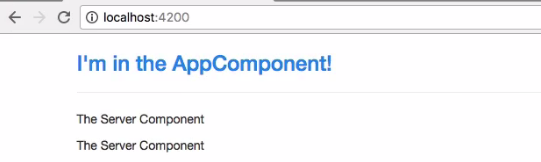 localhost:4200
I'm in the AppComponent!
The Server Component
The Server Component